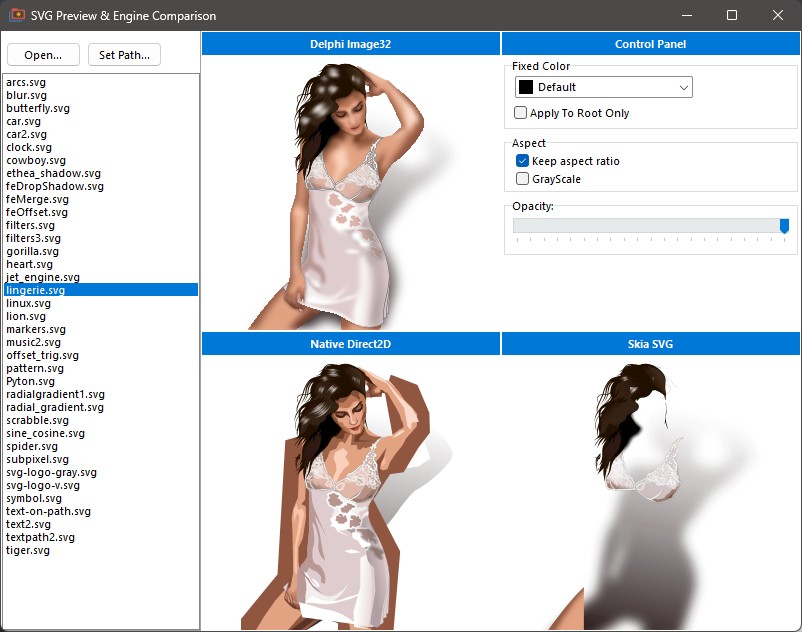 SVG Preview & Engine Comparison
Open...
Set Path...
arcs.svg
blur.svg
butterfly.svg
car.svg
car2.svg
clock.svg
cowboy.svg
ethea_shadow.svg
feDropShadow.svg
feMerge.svg
feOffset.svg
filters.svg
filters3.svg
gorilla.svg
heart.svg
jet_engine.svg
lingerie.svg
linux.svg
lion.svg
markers.svg
music2.svg
offset_trig.svg
pattern.svg
Pyton.svg
radialgradient1.svg
radial_gradient.svg
scrabble.svg
sine_cosine.svg
spider.svg
subpixel.svg
svg-logo-gray.svg
svg-logo-v.svg
symbol.svg
text-on-path.svg
text2.svg
textpath2.svg
tiger.svg
Delphi Image32
Control Panel
Fixed Color
Default
Apply To Root Only
Aspect
Keep aspect ratio
GrayScale
Opacity:
Native Direct2D
Skia SVG